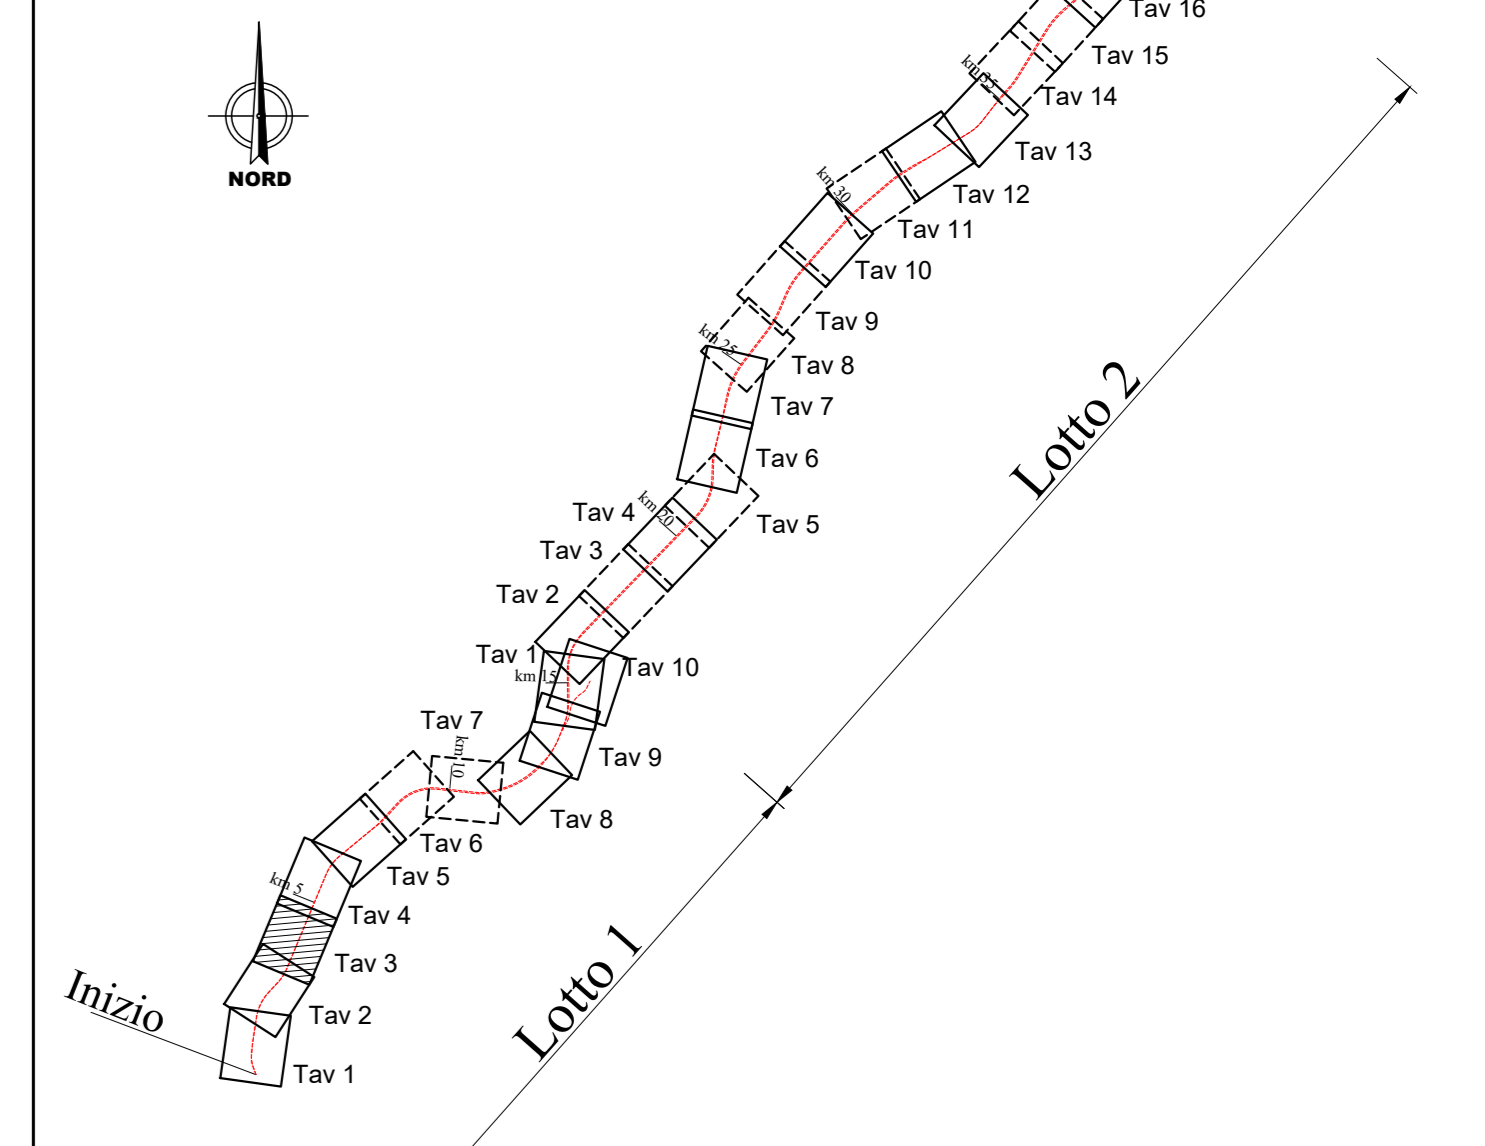 Tav 16
Tav 15
km 35
Tav 14
Tav 13
NORD
km 30
Tav 12
Tav 11
Tav 10
Tav 9
km 25
Tav 8
Tav 7
Lotto 2
Tav 6
km 20
Tav 4
Tav 5
Tav 3
Tav 2
Tav 1
Tav 10
km 15
Tav 7
km 10
Tav 9
Tav 8
Tav 6
Tav 5
km 5
Tav 4
Tav 3
Lotto 1
Inizio
Tav 2
Tav 1